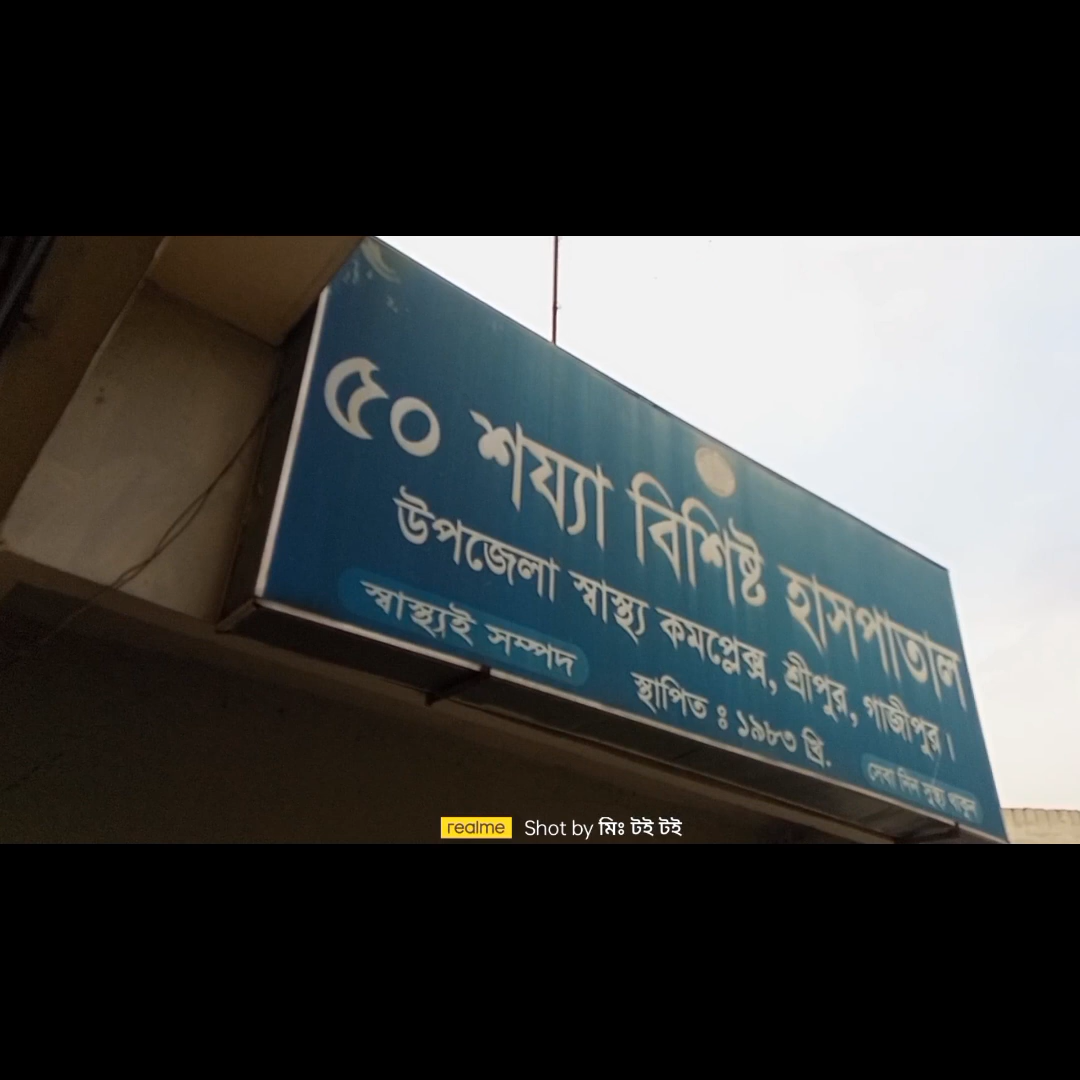 ৫০ শয্যা বিশিষ্ট হাসপাতাল
উপজেলা স্বাস্থ্য কমপ্লেক্স, শ্রীপুর, গাজীপুর।
স্থাপিত : ১৯৮৩ খ্রি.
স্বাস্থ্যই সম্পদ
সেবা নিন সুস্থ থাকুন
realme Shot by মিঃ টই টই